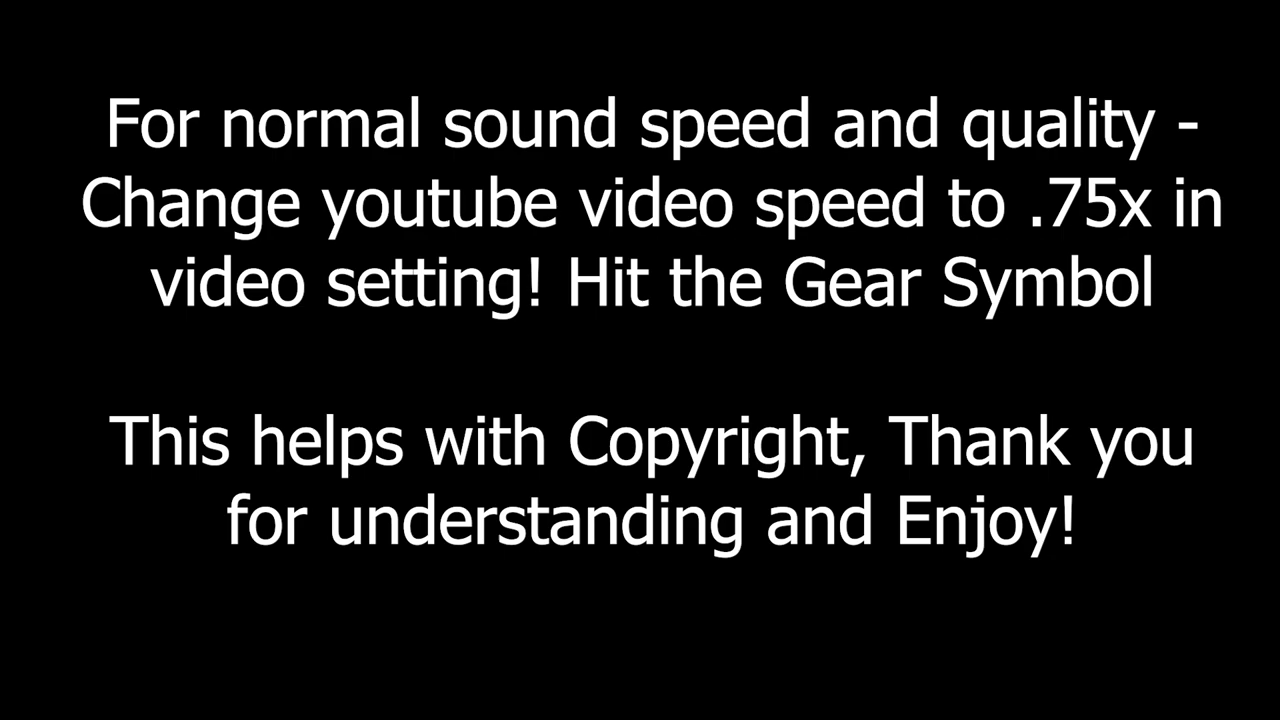 For normal sound speed and quality -
Change youtube video speed to .75x in
video setting! Hit the Gear Symbol
This helps with Copyright, Thank you
for understanding and Enjoy!